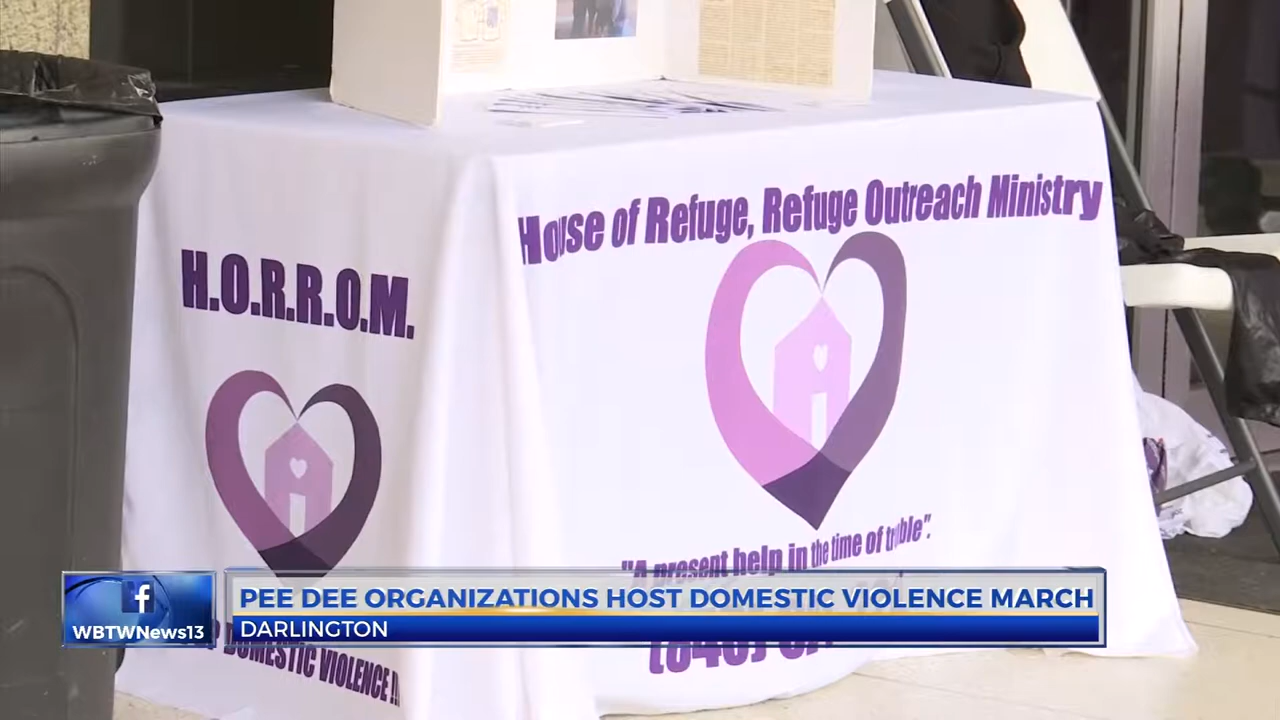 H.O.R.R.O.M.
House of Refuge, Refuge Outreach Ministry
"A present help in the time of trouble".
PEE DEE ORGANIZATIONS HOST DOMESTIC VIOLENCE MARCH
DARLINGTON
WBTWNews13
DOMESTIC VIOLENCE !!